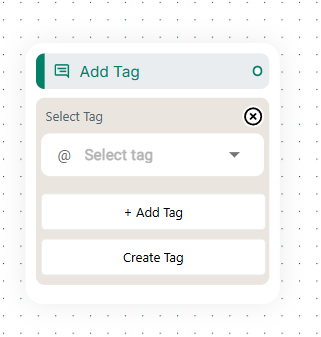 Add Tag
Select Tag
@ Select tag
+ Add Tag
Create Tag